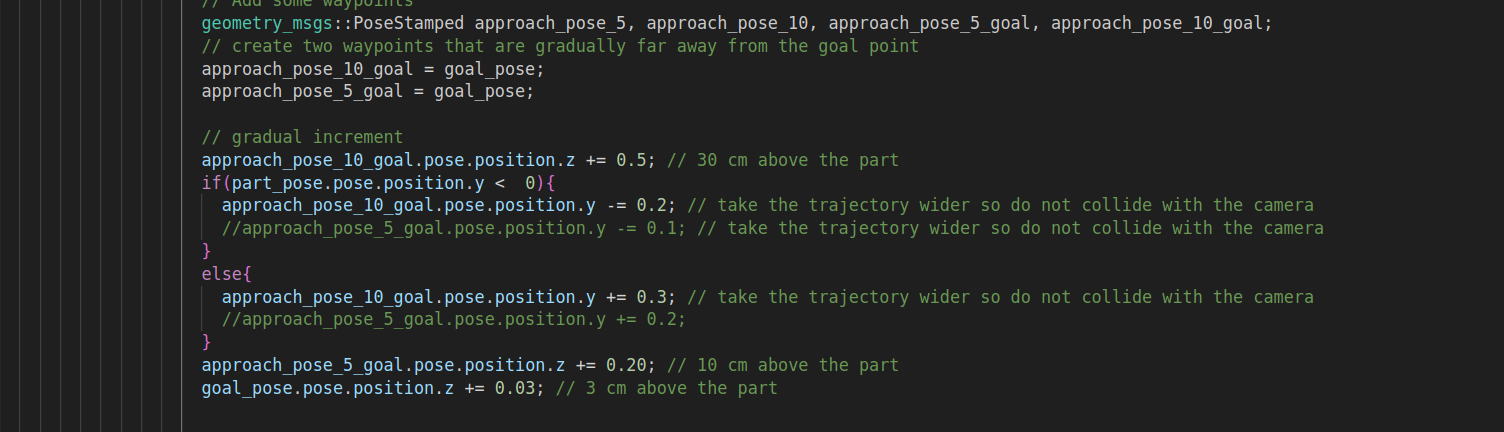 // Add some waypoints
geometry_msgs::PoseStamped approach_pose_5, approach_pose_10, approach_pose_5_goal, approach_pose_10_goal;
// create two waypoints that are gradually far away from the goal point
approach_pose_10_goal = goal_pose;
approach_pose_5_goal = goal_pose;
// gradual increment
approach_pose_10_goal.pose.position.z += 0.5; // 30 cm above the part
if(part_pose.pose.position.y <  0){
approach_pose_10_goal.pose.position.y -= 0.2; // take the trajectory wider so do not collide with the camera
//approach_pose_5_goal.pose.position.y -= 0.1; // take the trajectory wider so do not collide with the camera
}
else{
approach_pose_10_goal.pose.position.y += 0.3; // take the trajectory wider so do not collide with the camera
//approach_pose_5_goal.pose.position.y += 0.2;
}
approach_pose_5_goal.pose.position.z += 0.20; // 10 cm above the part
goal_pose.pose.position.z += 0.03; // 3 cm above the part